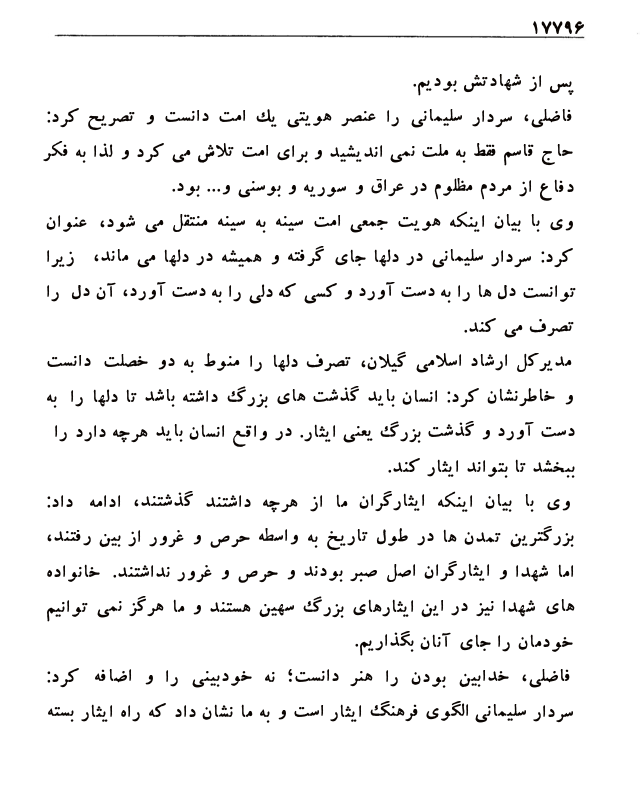 ۱۷۷۹۶
پس از شهادتش بودیم.
فاضلی، سردار سلیمانی را عنصر هویتی یك امت دانست و تصریح کرد:
حاج قاسم فقط به ملت نمی اندیشید و برای امت تلاش می کرد و لذا به فکر
دفاع از مردم مظلوم در عراق و سوریه و بوسنی و... بود.
وی با بیان اینکه هویت جمعی امت سینه به سینه منتقل می شود، عنوان
کرد: سردار سلیمانی در دلها جای گرفته و همیشه در دلها می ماند، زیرا
توانست دل ها را به دست آورد و کسی که دلی را به دست آورد، آن دل را
تصرف می کند.
مدیرکل ارشاد اسلامی گیلان، تصرف دلها را منوط به دو خصلت دانست
و خاطرنشان کرد: انسان باید گذشت های بزرگ داشته باشد تا دلها را به
دست آورد و گذشت بزرگ یعنی ایثار. در واقع انسان باید هرچه دارد را
ببخشد تا بتواند ایثار کند.
وی با بیان اینکه ایثارگران ما از هرچه داشتند گذشتند، ادامه داد:
بزرگترین تمدن ها در طول تاریخ به واسطه حرص و غرور از بین رفتند،
اما شهدا و ایثارگران اصل صبر بودند و حرص و غرور نداشتند. خانواده
های شهدا نیز در این ایثارهای بزرگ سهین هستند و ما هرگز نمی توانیم
خودمان را جای آنان بگذاریم.
فاضلی، خدابین بودن را هنر دانست؛ نه خودبینی را و اضافه کرد:
سردار سلیمانی الگوی فرهنگ ایثار است و به ما نشان داد که راه ایثار بسته